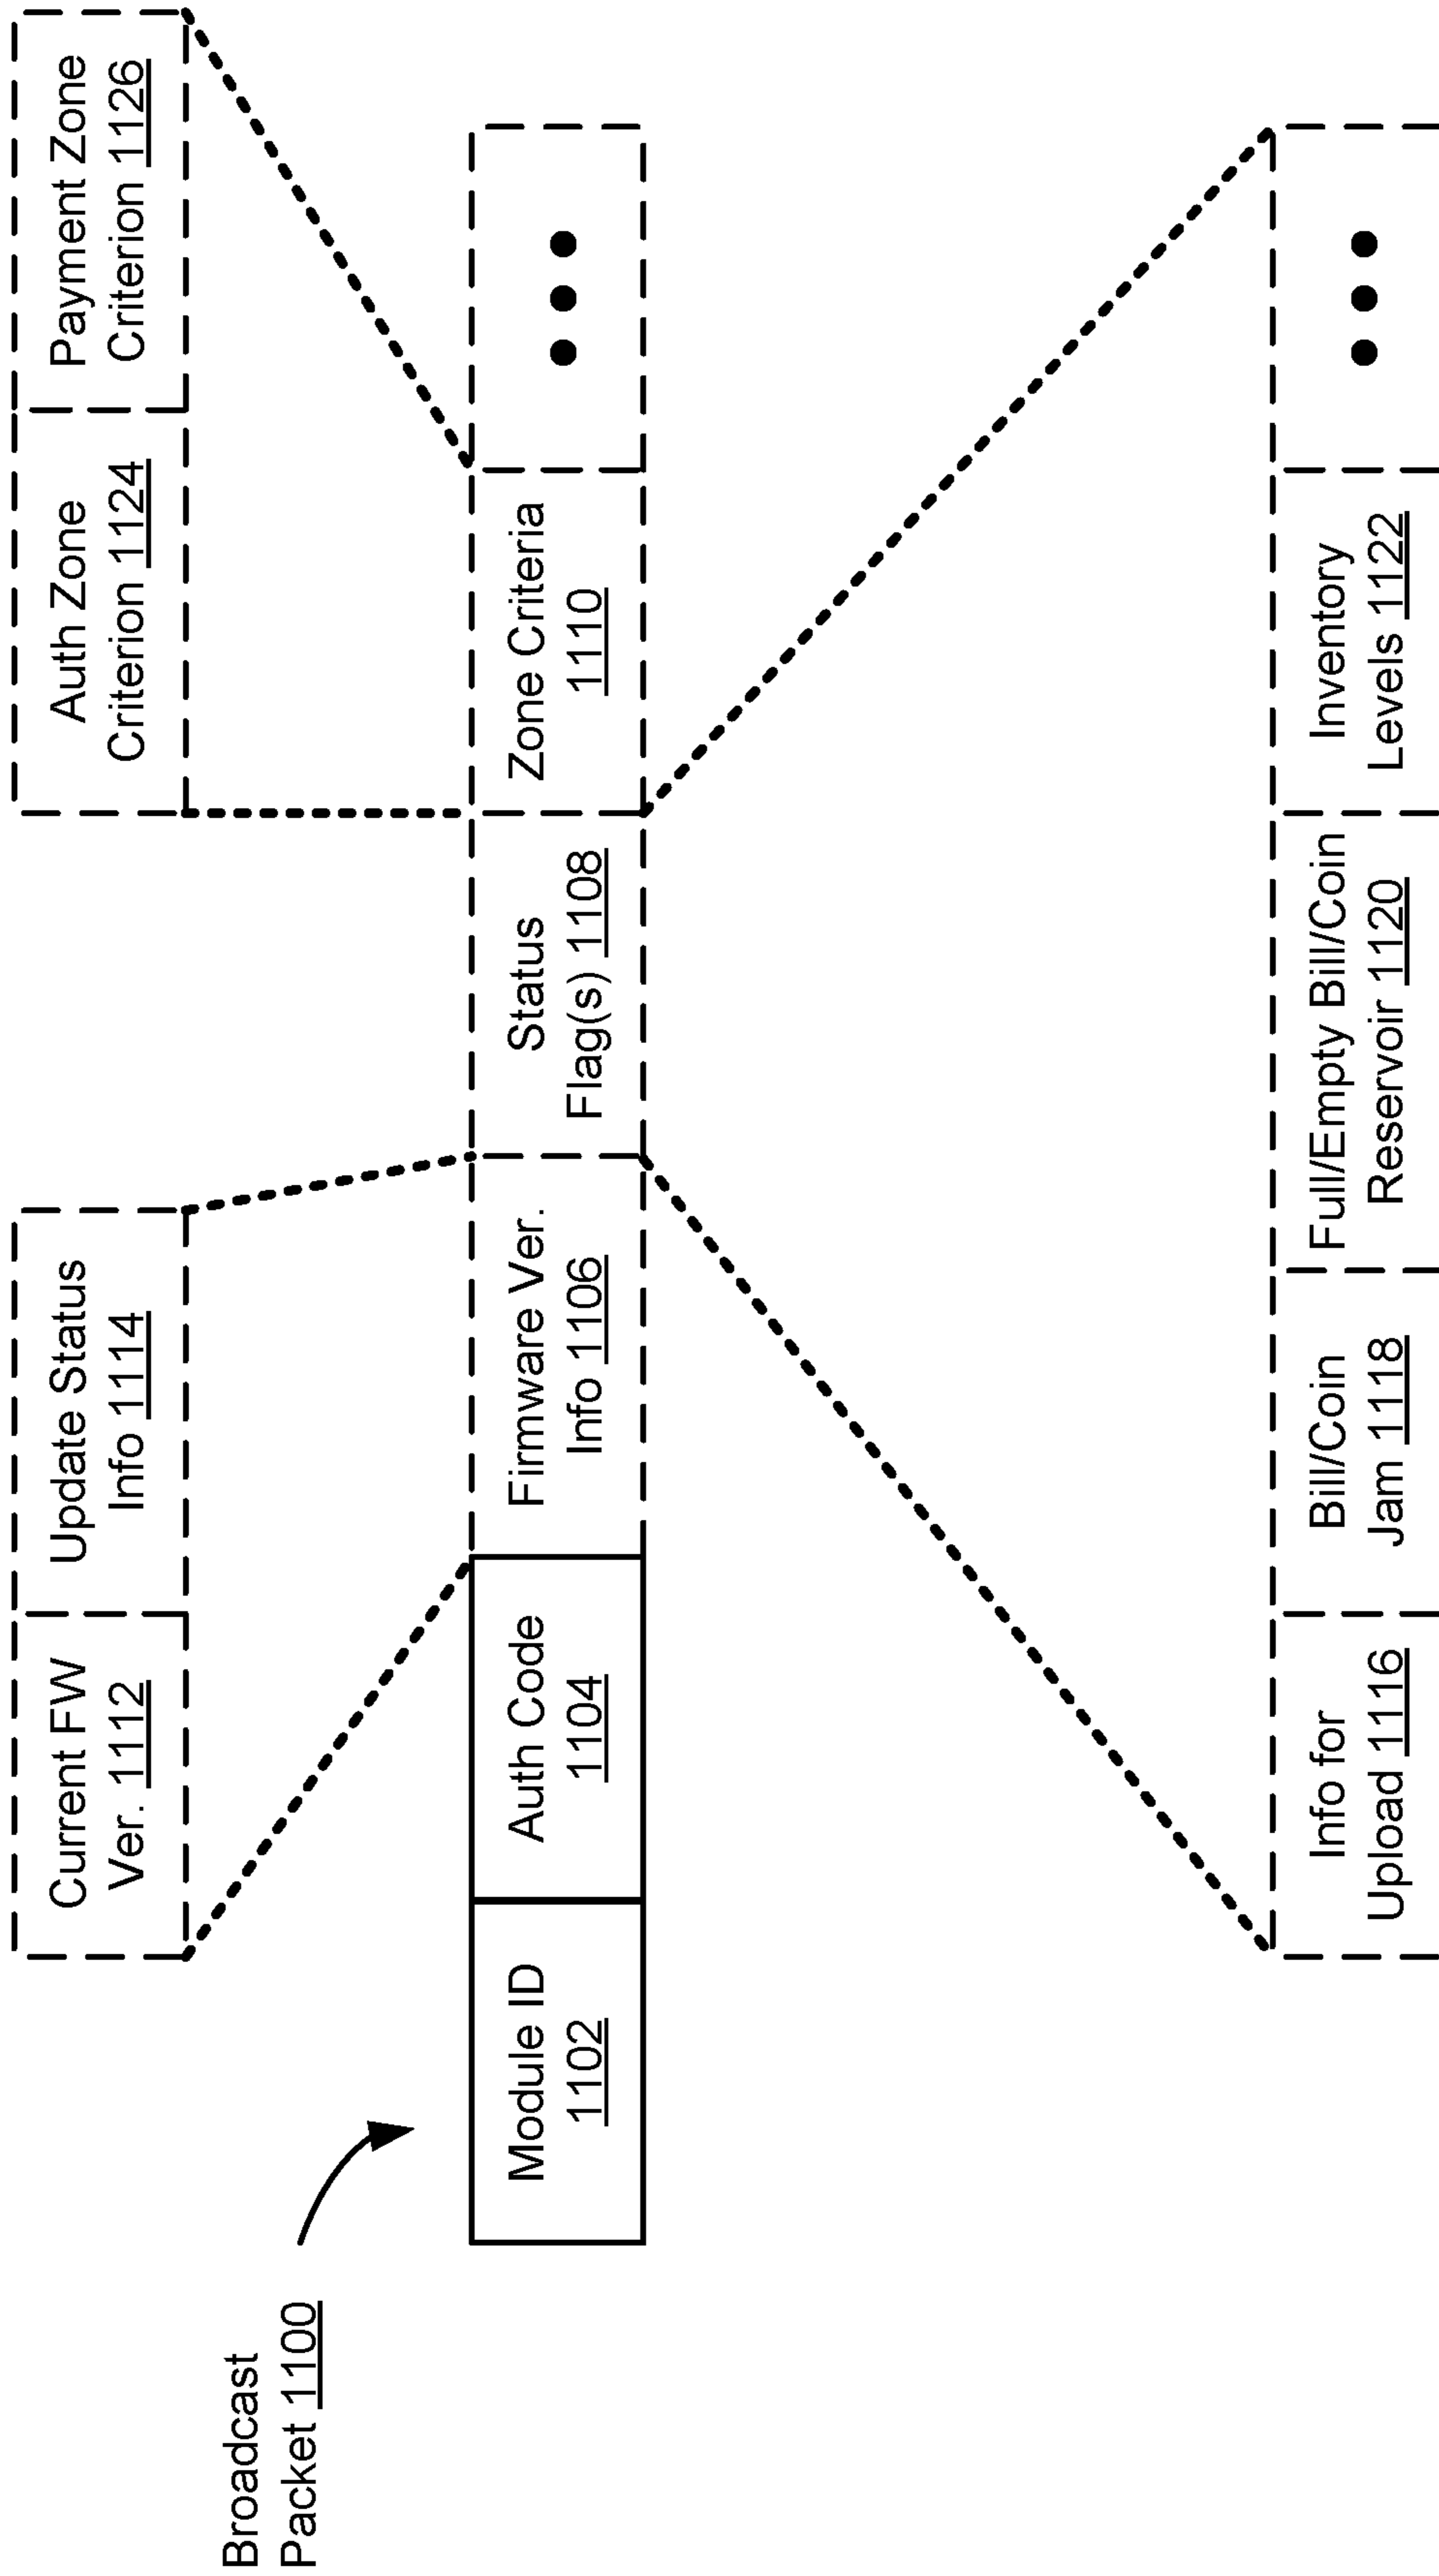 Current FW
Ver. 1112
Update Status
Info 1114
Auth Zone
Criterion 1124
Payment Zone
Criterion 1126
Broadcast
Packet 1100
Module ID
1102
Auth Code
1104
Firmware Ver.
Info 1106
Status
Flag(s) 1108
Zone Criteria
1110
Info for
Upload 1116
Bill/Coin
Jam 1118
Full/Empty Bill/Coin
Reservoir 1120
Inventory
Levels 1122